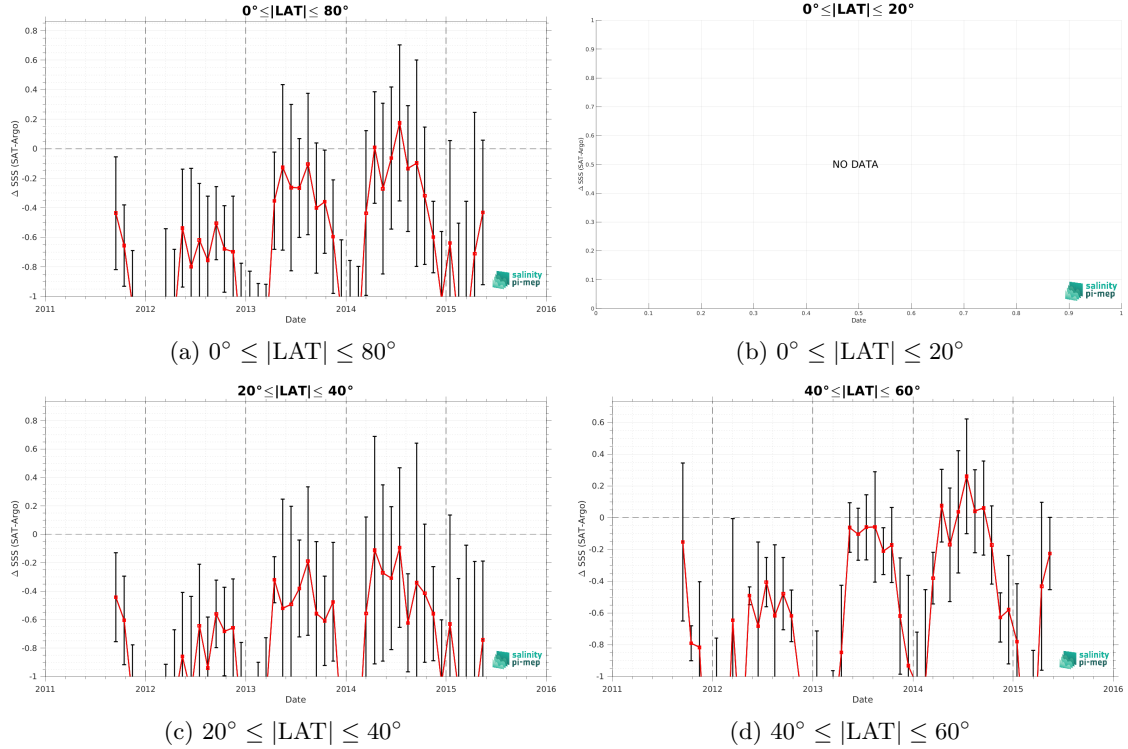 0°≤|LAT|≤ 80°
Δ SSS (SAT-Argo)
0.8
0.6
0.4
0.2
0
-0.2
-0.4
-0.6
-0.8
-1
2011 2012 2013 2014 2015 2016
Date
salinity
pi-mep
(a) 0° ≤ |LAT| ≤ 80°
0°≤|LAT|≤ 20°
Δ SSS (SAT-Argo)
1
0.9
0.8
0.7
0.6
0.5
0.4
0.3
0.2
0.1
0
NO DATA
0 0.1 0.2 0.3 0.4 0.5 0.6 0.7 0.8 0.9 1
Date
salinity
pi-mep
(b) 0° ≤ |LAT| ≤ 20°
20°≤|LAT|≤ 40°
Δ SSS (SAT-Argo)
0.8
0.6
0.4
0.2
0
-0.2
-0.4
-0.6
-0.8
-1
2011 2012 2013 2014 2015 2016
Date
salinity
pi-mep
(c) 20° ≤ |LAT| ≤ 40°
40°≤|LAT|≤ 60°
Δ SSS (SAT-Argo)
0.6
0.4
0.2
0
-0.2
-0.4
-0.6
-0.8
-1
2011 2012 2013 2014 2015 2016
Date
salinity
pi-mep
(d) 40° ≤ |LAT| ≤ 60°